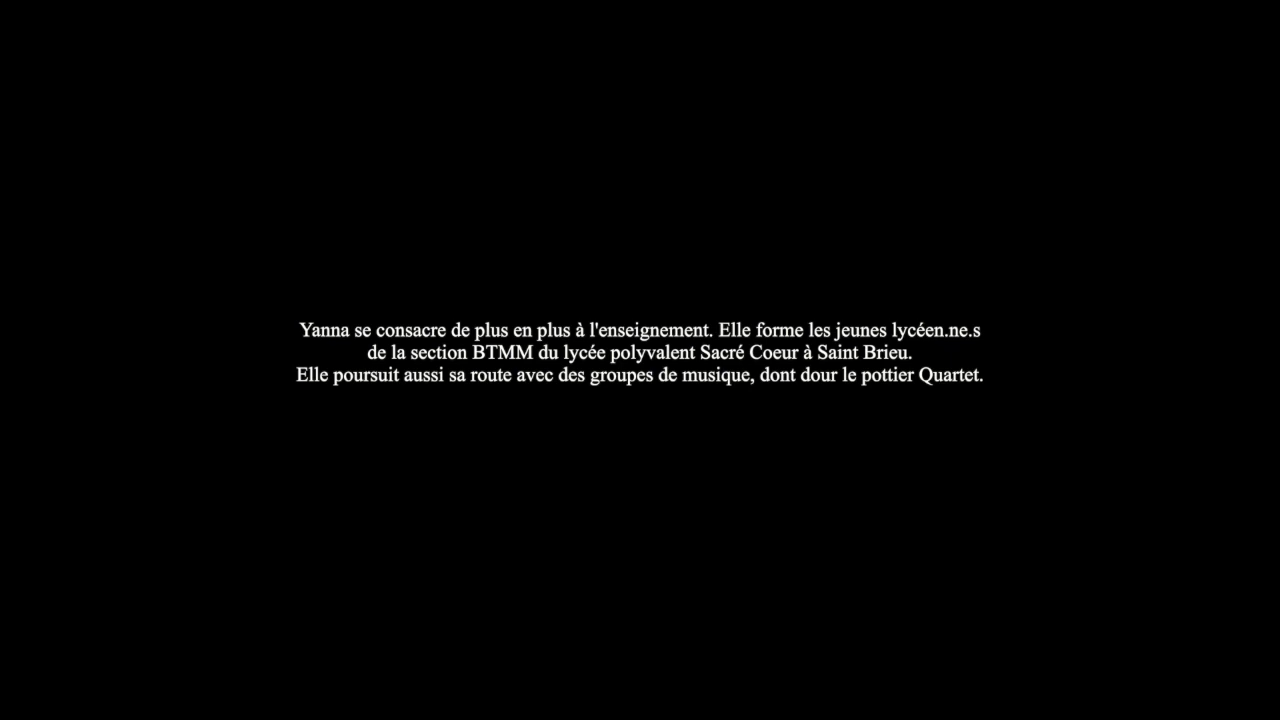 Yanna se consacre de plus en plus à l'enseignement. Elle forme les jeunes lycéen.ne.s
de la section BTMM du lycée polyvalent Sacré Coeur à Saint Brieu.
Elle poursuit aussi sa route avec des groupes de musique, dont dour le pottier Quartet.